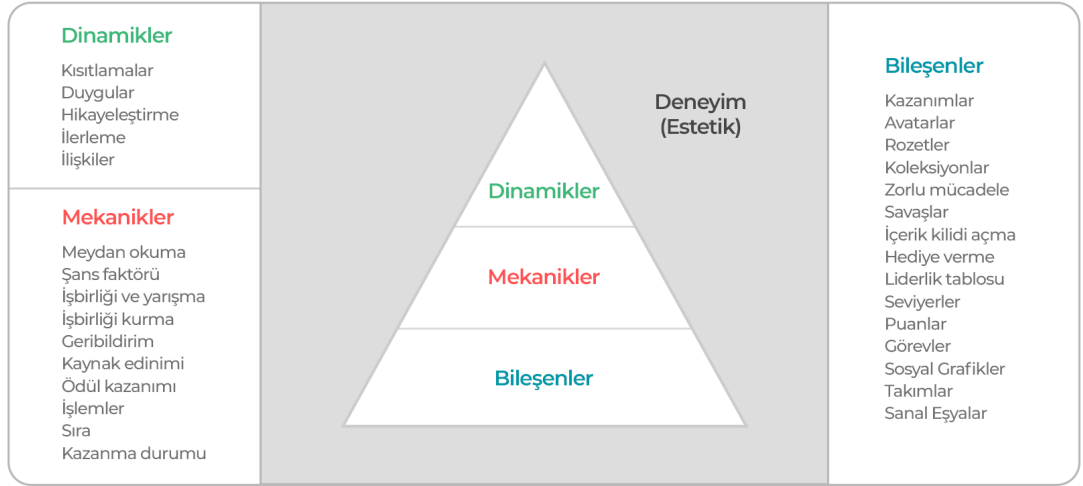 Dinamikler
Kısıtlamalar
Duygular
Hikayeleştirme
İlerleme
İlişkiler
Mekanikler
Meydan okuma
Şans faktörü
İşbirliği ve yarışma
İşbirliği kurma
Geribildirim
Kaynak edinimi
Ödül kazanımı
İşlemler
Sıra
Kazanma durumu
Deneyim
(Estetik)
Dinamikler
Mekanikler
Bileşenler
Bileşenler
Kazanımlar
Avatarlar
Rozetler
Koleksiyonlar
Zorlu mücadele
Savaşlar
İçerik kilidi açma
Hediye verme
Liderlik tablosu
Seviyerler
Puanlar
Görevler
Sosyal Grafikler
Takımlar
Sanal Eşyalar